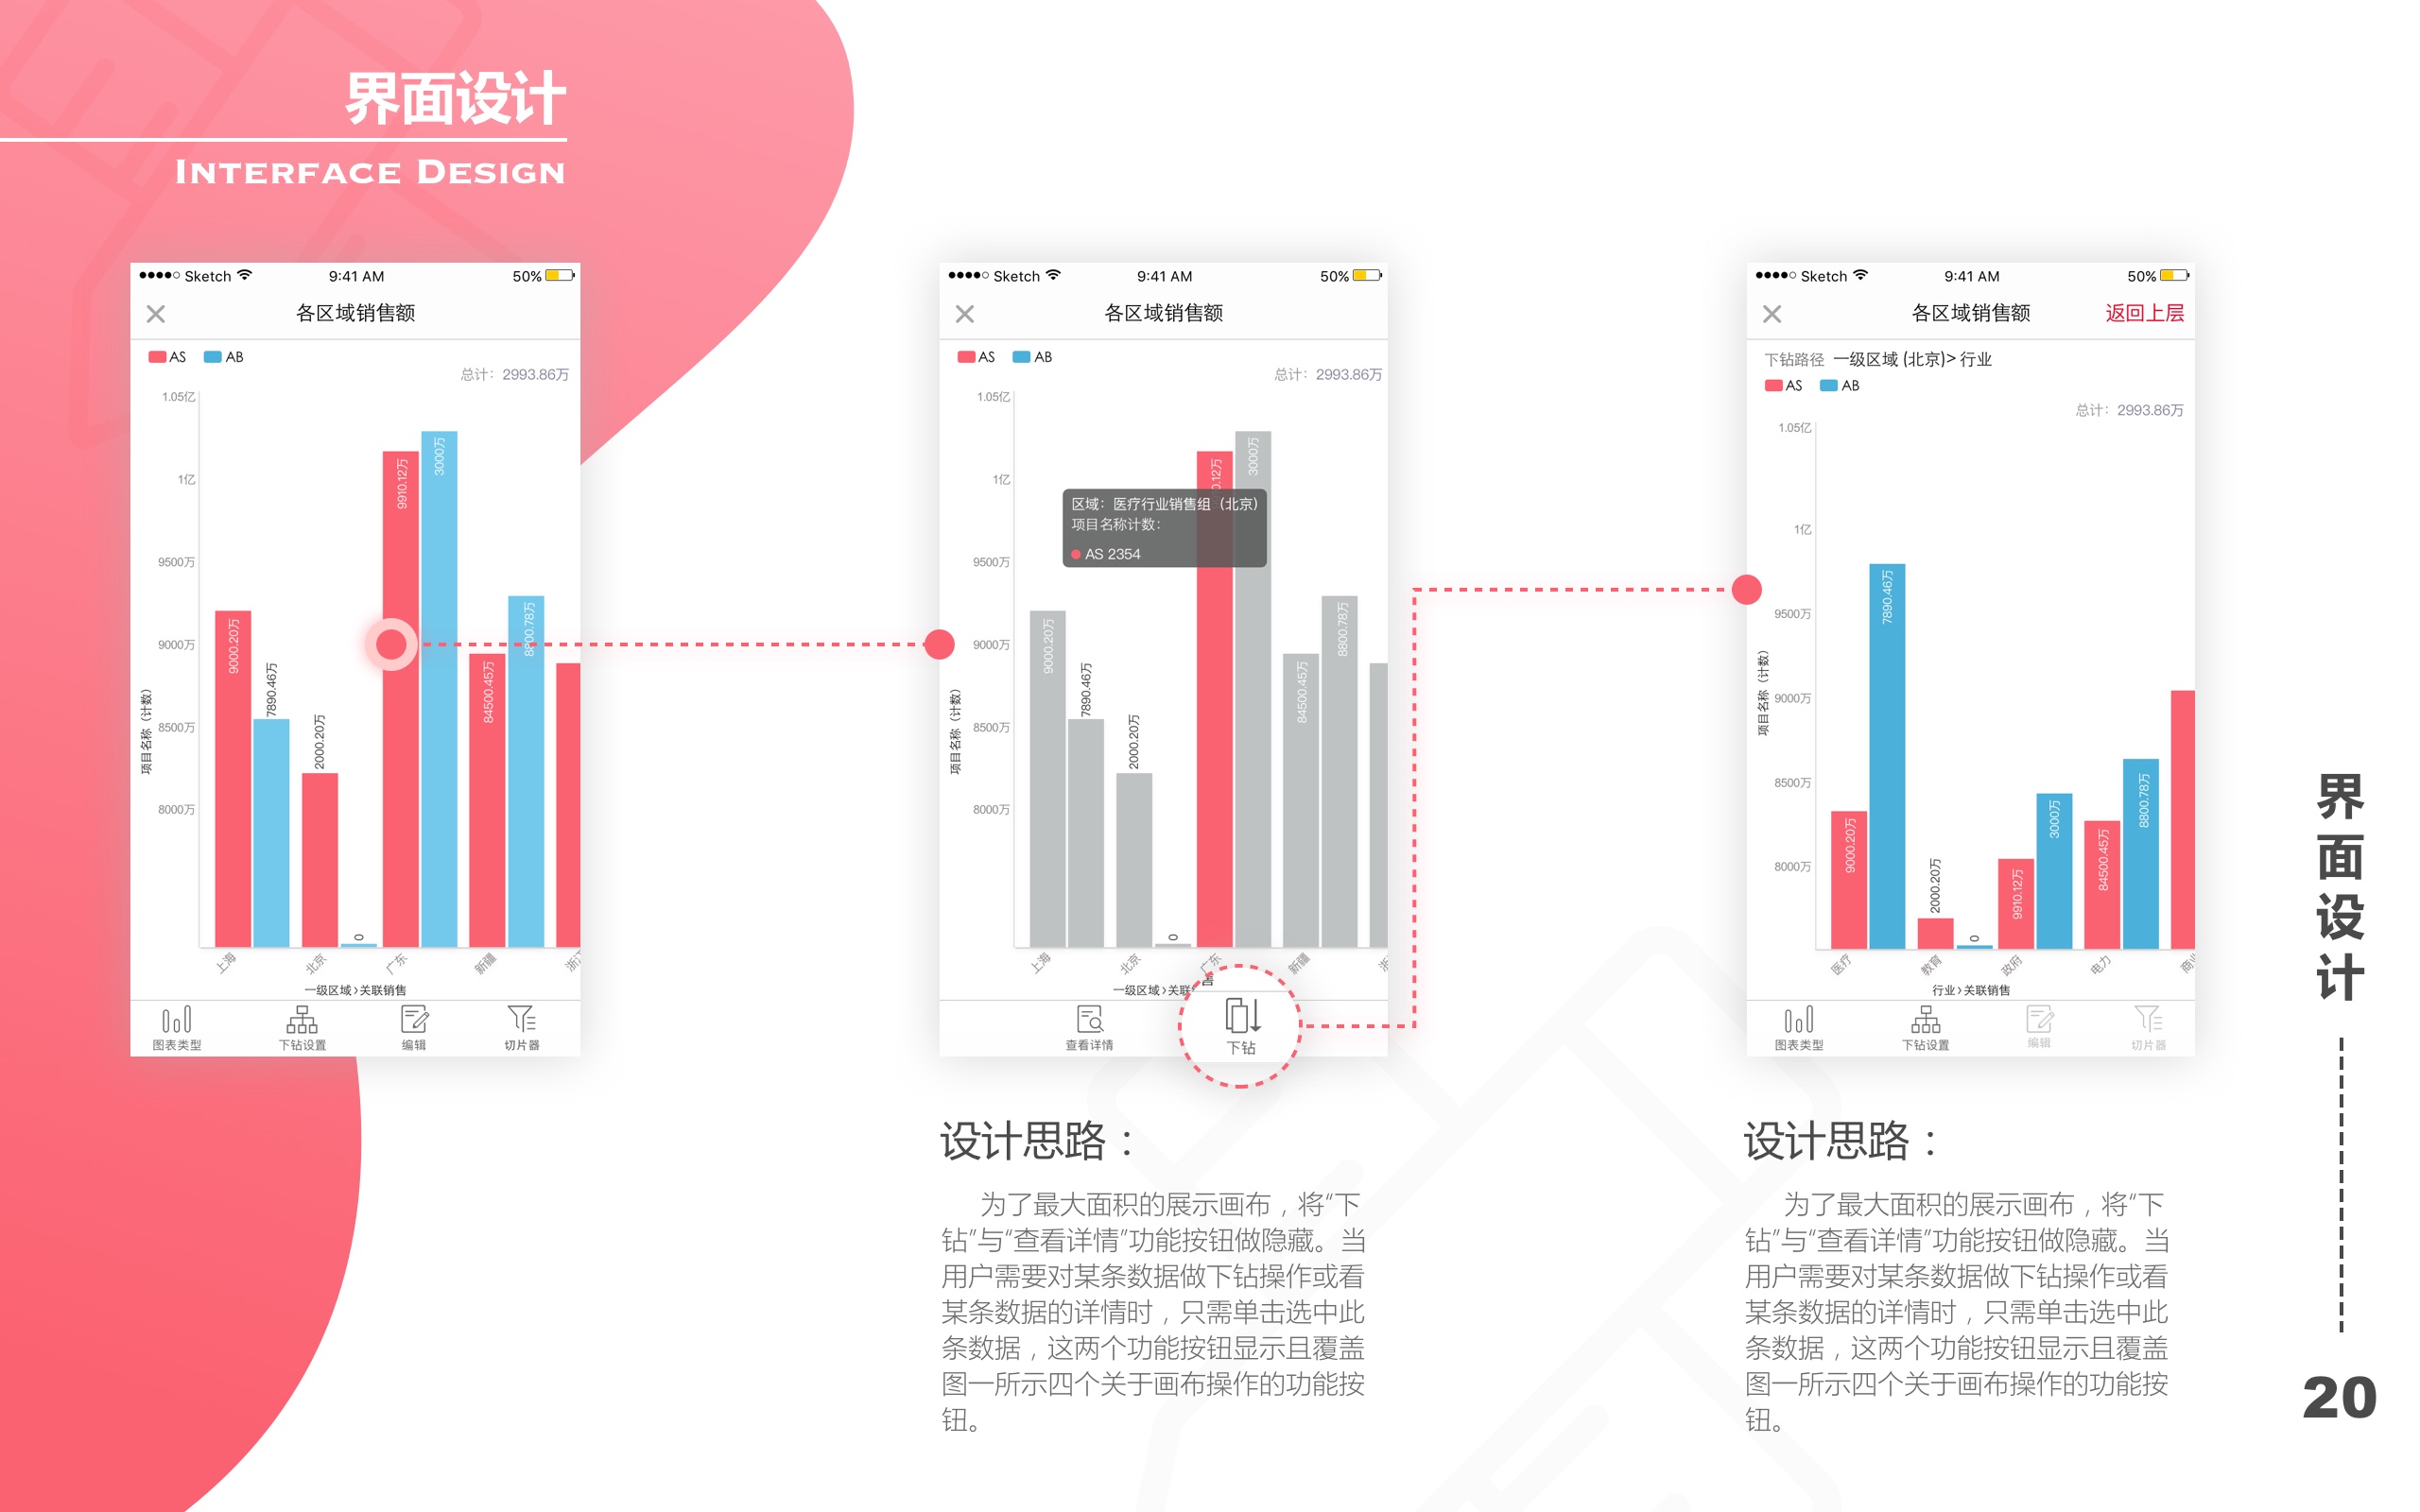 界面设计
INTERFACE DESIGN
Sketch 9:41 AM 50%
各区域销售额
AS AB
总计：2993.86万
1.05亿
1亿
9500万
9000万
8500万
8000万
项目名称（计数）
9000.20万
7890.46万
2000.20万
0
9910.12万
3000万
84500.45万
8800.78万
上海
北京
广东
新疆
一级区域›关联销售
图表类型
下钻设置
编辑
切片器
Sketch 9:41 AM 50%
各区域销售额
AS AB
总计：2993.86万
1.05亿
1亿
9500万
9000万
8500万
8000万
项目名称（计数）
区域：医疗行业销售组（北京）
项目名称计数：
AS 2354
9000.20万
7890.46万
2000.20万
0
0.12万
3000万
84500.45万
8800.78万
上海
北京
广东
新疆
一级区域›关联
查看详情
下钻
Sketch 9:41 AM 50%
各区域销售额
返回上层
下钻路径 一级区域 (北京)> 行业
AS AB
总计：2993.86万
1.05亿
1亿
9500万
9000万
8500万
8000万
项目名称（计数）
9000.20万
7890.46万
2000.20万
0
9910.12万
3000万
84500.45万
8800.78万
医疗
教育
政府
电力
行业›关联销售
图表类型
下钻设置
编辑
切片器
设计思路：
为了最大面积的展示画布，将“下
钻”与“查看详情”功能按钮做隐藏。当
用户需要对某条数据做下钻操作或看
某条数据的详情时，只需单击选中此
条数据，这两个功能按钮显示且覆盖
图一所示四个关于画布操作的功能按
钮。
设计思路：
为了最大面积的展示画布，将“下
钻”与“查看详情”功能按钮做隐藏。当
用户需要对某条数据做下钻操作或看
某条数据的详情时，只需单击选中此
条数据，这两个功能按钮显示且覆盖
图一所示四个关于画布操作的功能按
钮。
界面设计
20